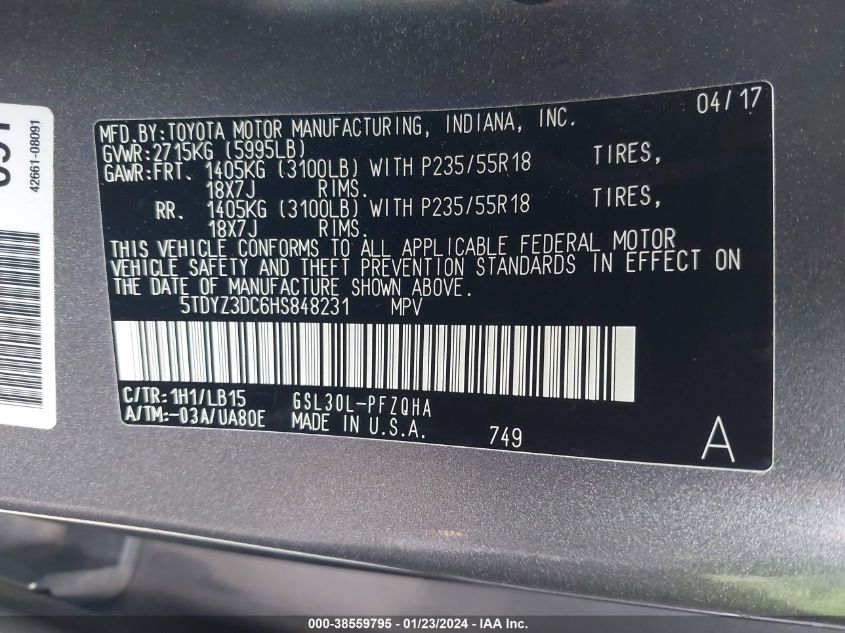 04/17
MFD.BY:TOYOTA MOTOR MANUFACTURING, INDIANA, INC.
GVWR:2715KG (5995LB)
GAWR:FRT. 1405KG (3100LB) WITH P235/55R18 TIRES,
18X7J RIMS.
RR. 1405KG (3100LB) WITH P235/55R18 TIRES,
18X7J RIMS.
THIS VEHICLE CONFORMS TO ALL APPLICABLE FEDERAL MOTOR
VEHICLE SAFETY AND THEFT PREVENTION STANDARDS IN EFFECT ON
THE DATE OF MANUFACTURE SHOWN ABOVE.
5TDYZ3DC6HS848231 MPV
C/TR:1H1/LB15 GSL30L-PFZQHA
A/TM:-03A/UA80E MADE IN U.S.A. 749 A
42661-08091
000-38559795 - 01/23/2024 - IAA Inc.